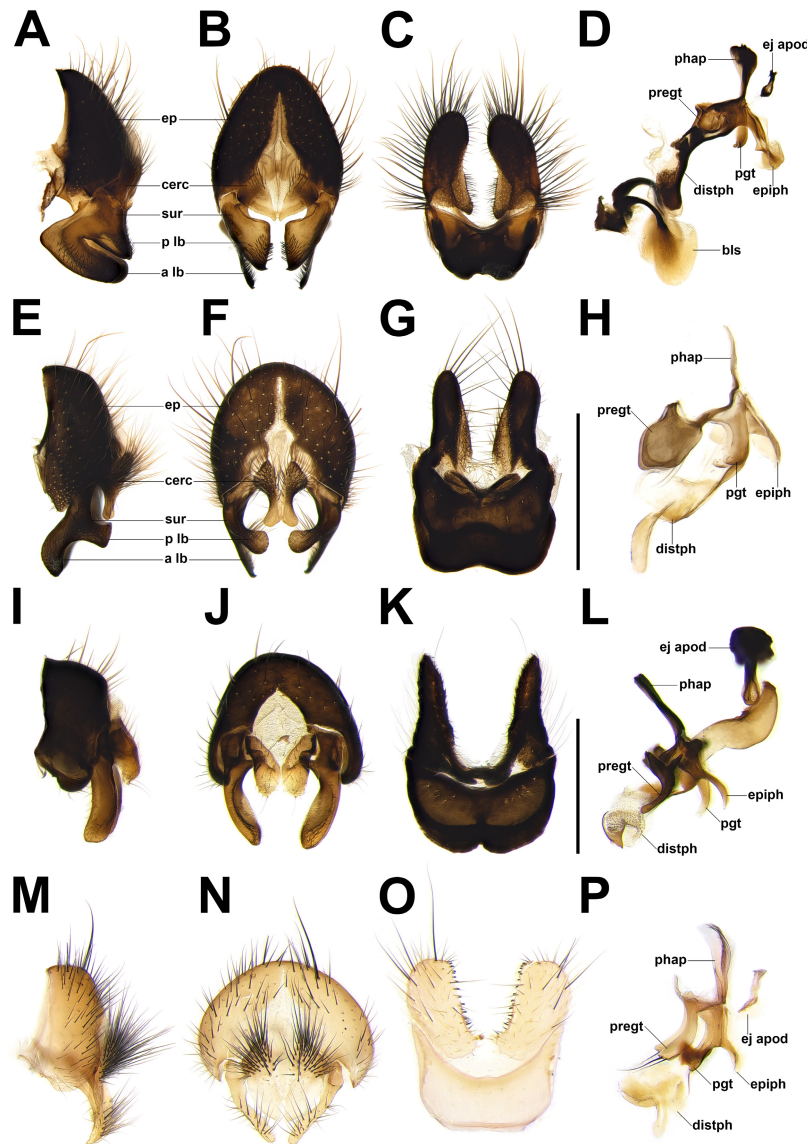 A
B
C
D
ep
cerc
sur
p lb
a lb
phap
ej apod
pregt
pgt
distph
epiph
bls
E
F
G
H
ep
cerc
sur
p lb
a lb
phap
pregt
pgt
epiph
distph
I
J
K
L
ej apod
phap
pregt
epiph
pgt
distph
M
N
O
P
phap
pregt
ej apod
pgt
epiph
distph